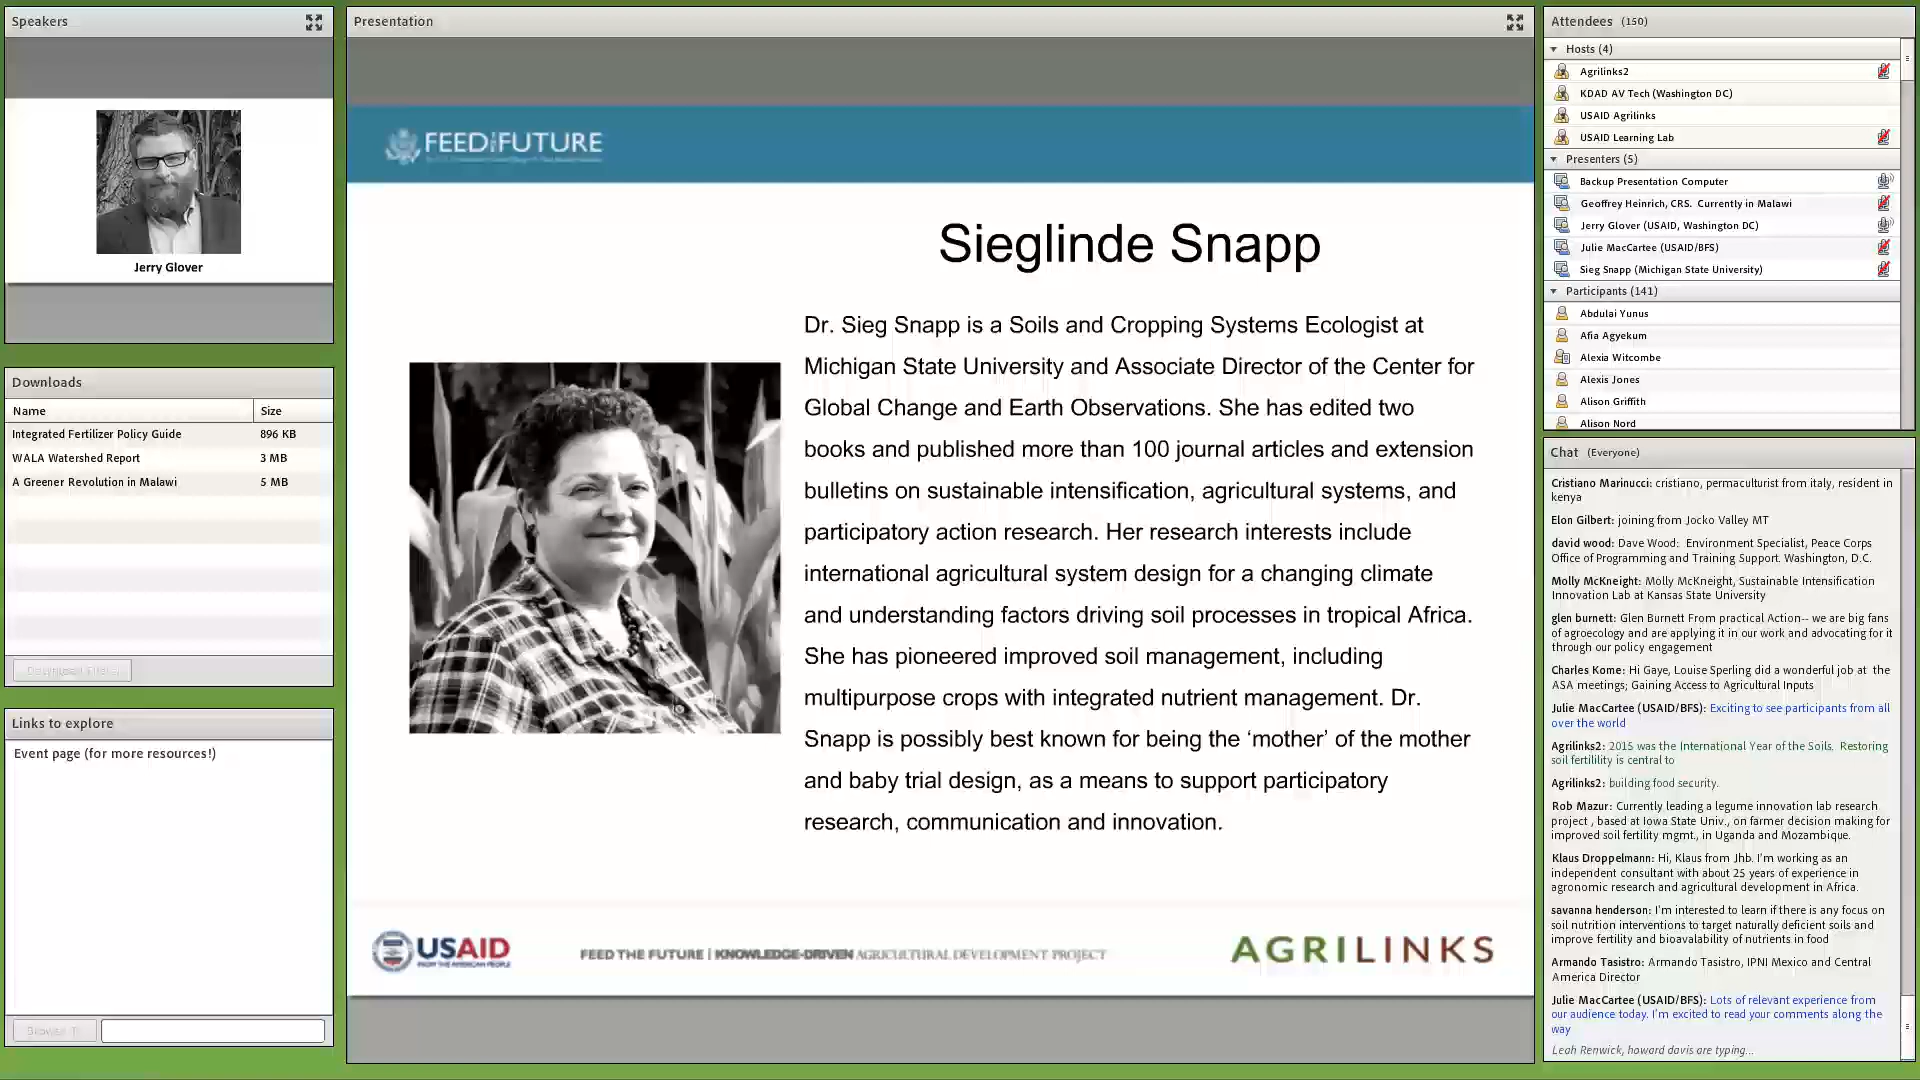 Speakers
Jerry Glover
Downloads
Name Size
Integrated Fertilizer Policy Guide 896 KB
WALA Watershed Report 3 MB
A Greener Revolution in Malawi 5 MB
Links to explore
Event page (for more resources!)
Presentation
FEED THE FUTURE
Sieglinde Snapp
Dr. Sieg Snapp is a Soils and Cropping Systems Ecologist at
Michigan State University and Associate Director of the Center for
Global Change and Earth Observations. She has edited two
books and published more than 100 journal articles and extension
bulletins on sustainable intensification, agricultural systems, and
participatory action research. Her research interests include
international agricultural system design for a changing climate
and understanding factors driving soil processes in tropical Africa.
She has pioneered improved soil management, including
multipurpose crops with integrated nutrient management. Dr.
Snapp is possibly best known for being the ‘mother’ of the mother
and baby trial design, as a means to support participatory
research, communication and innovation.
USAID
FROM THE AMERICAN PEOPLE
FEED THE FUTURE | KNOWLEDGE-DRIVEN AGRICULTURAL DEVELOPMENT PROJECT
AGRILINKS
Attendees (150)
Hosts (4)
Agrilinks2
KDAD AV Tech (Washington DC)
USAID Agrilinks
USAID Learning Lab
Presenters (5)
Backup Presentation Computer
Geoffrey Heinrich, CRS. Currently in Malawi
Jerry Glover (USAID, Washington DC)
Julie MacCartee (USAID/BFS)
Sieg Snapp (Michigan State University)
Participants (141)
Abdulai Yunus
Afia Agyekum
Alexia Witcombe
Alexis Jones
Alison Griffith
Alison Nord
Chat (Everyone)
Cristiano Marinucci: cristiano, permaculturist from italy, resident in
kenya
Elon Gilbert: joining from Jocko Valley MT
david wood: Dave Wood: Environment Specialist, Peace Corps
Office of Programming and Training Support. Washington, D.C.
Molly McKneight: Molly McKneight, Sustainable Intensification
Innovation Lab at Kansas State University
glen burnett: Glen Burnett From practical Action-- we are big fans
of agroecology and are applying it in our work and advocating for it
through our policy engagement
Charles Kome: Hi Gaye, Louise Sperling did a wonderful job at the
ASA meetings; Gaining Access to Agricultural Inputs
Julie MacCartee (USAID/BFS): Exciting to see participants from all
over the world
Agrilinks2: 2015 was the International Year of the Soils. Restoring
soil fertilility is central to
Agrilinks2: building food security.
Rob Mazur: Currently leading a legume innovation lab research
project , based at Iowa State Univ., on farmer decision making for
improved soil fertility mgmt., in Uganda and Mozambique.
Klaus Droppelmann: Hi, Klaus from Jhb. I'm working as an
independent consultant with about 25 years of experience in
agronomic research and agricultural development in Africa.
savanna henderson: I'm interested to learn if there is any focus on
soil nutrition interventions to target naturally deficient soils and
improve fertility and bioavalability of nutrients in food
Armando Tasistro: Armando Tasistro, IPNI Mexico and Central
America Director
Julie MacCartee (USAID/BFS): Lots of relevant experience from
our audience today. I'm excited to read your comments along the
way
Leah Renwick, howard davis are typing...